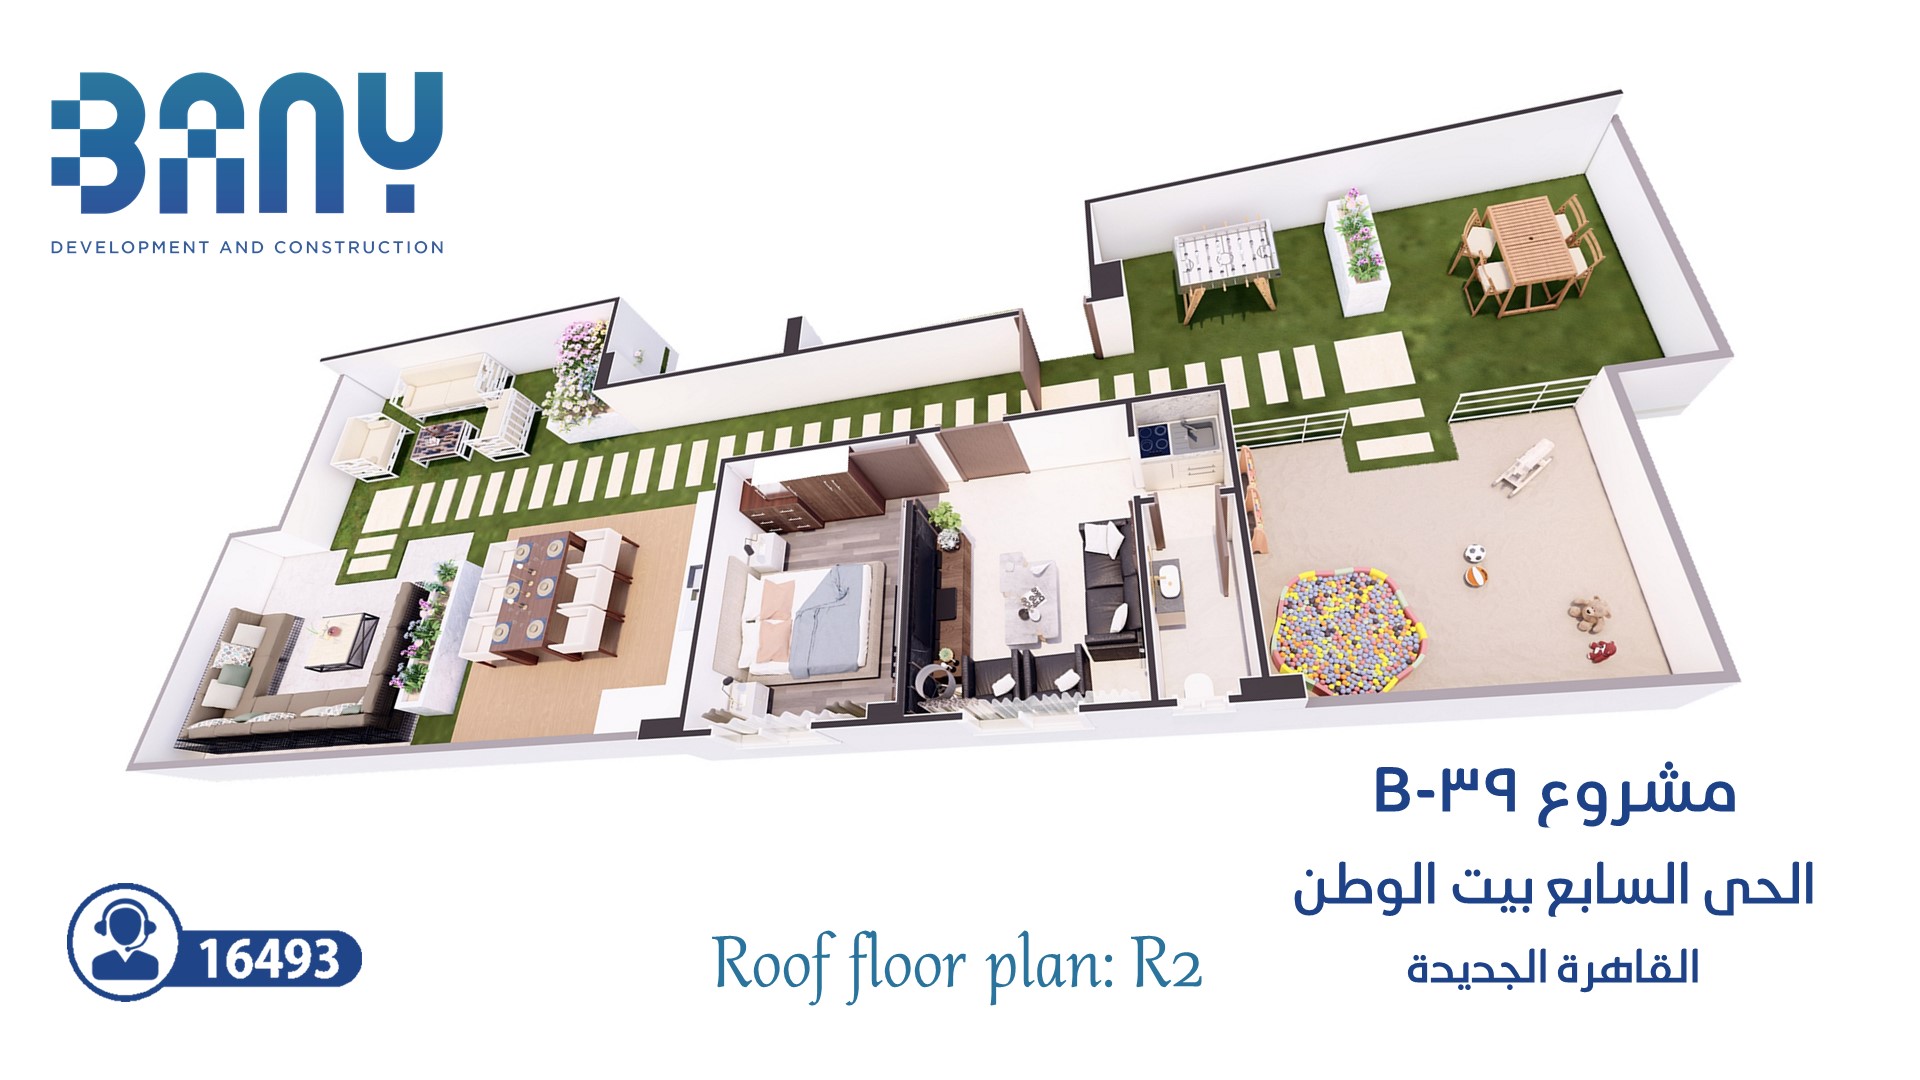 BANY
DEVELOPMENT AND CONSTRUCTION
مشروع B-٣٩
الحى السابع بيت الوطن
القاهرة الجديدة
Roof floor plan: R2
16493